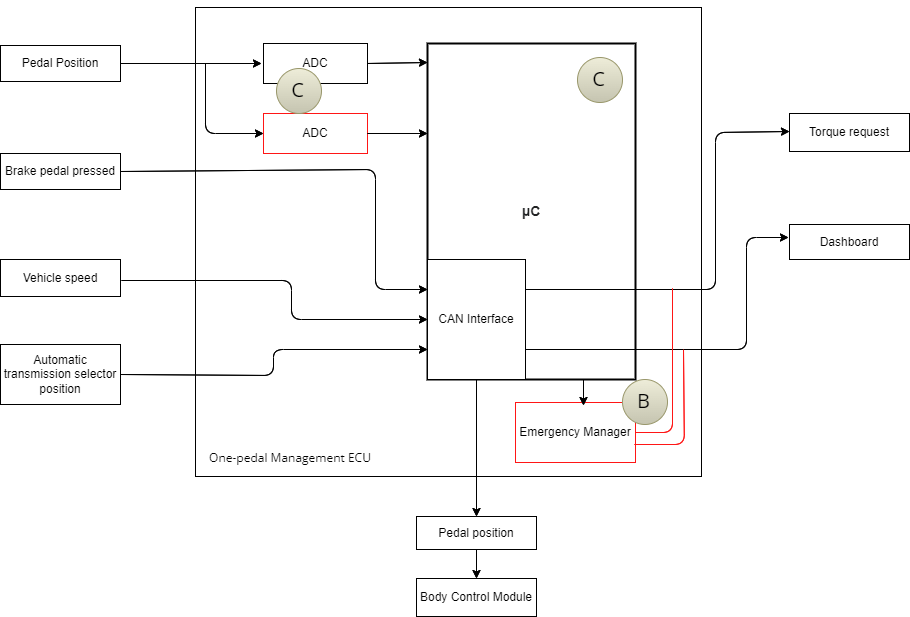 Pedal Position
ADC
C
C
ADC
Torque request
Brake pedal pressed
µC
Dashboard
Vehicle speed
CAN Interface
Automatic
transmission selector
position
B
Emergency Manager
One-pedal Management ECU
Pedal position
Body Control Module